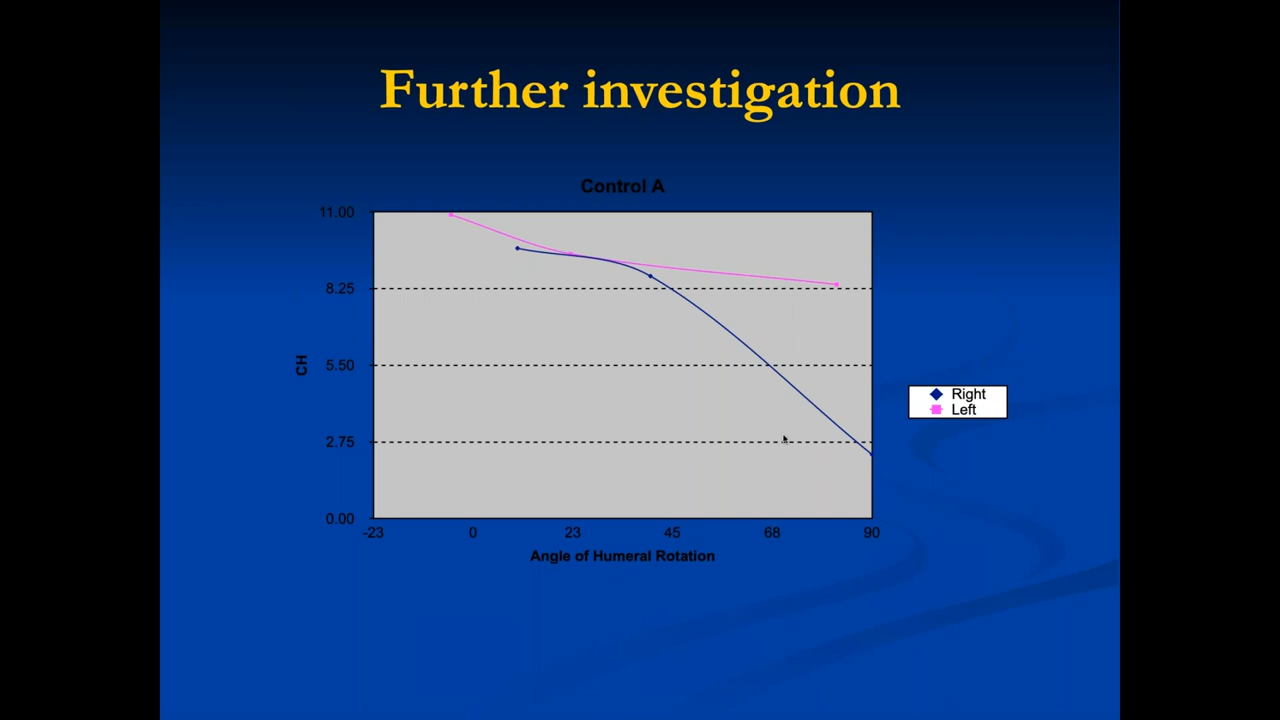 Further investigation
Control A
11.00
8.25
5.50
2.75
0.00
CH
-23 0 23 45 68 90
Angle of Humeral Rotation
Right
Left